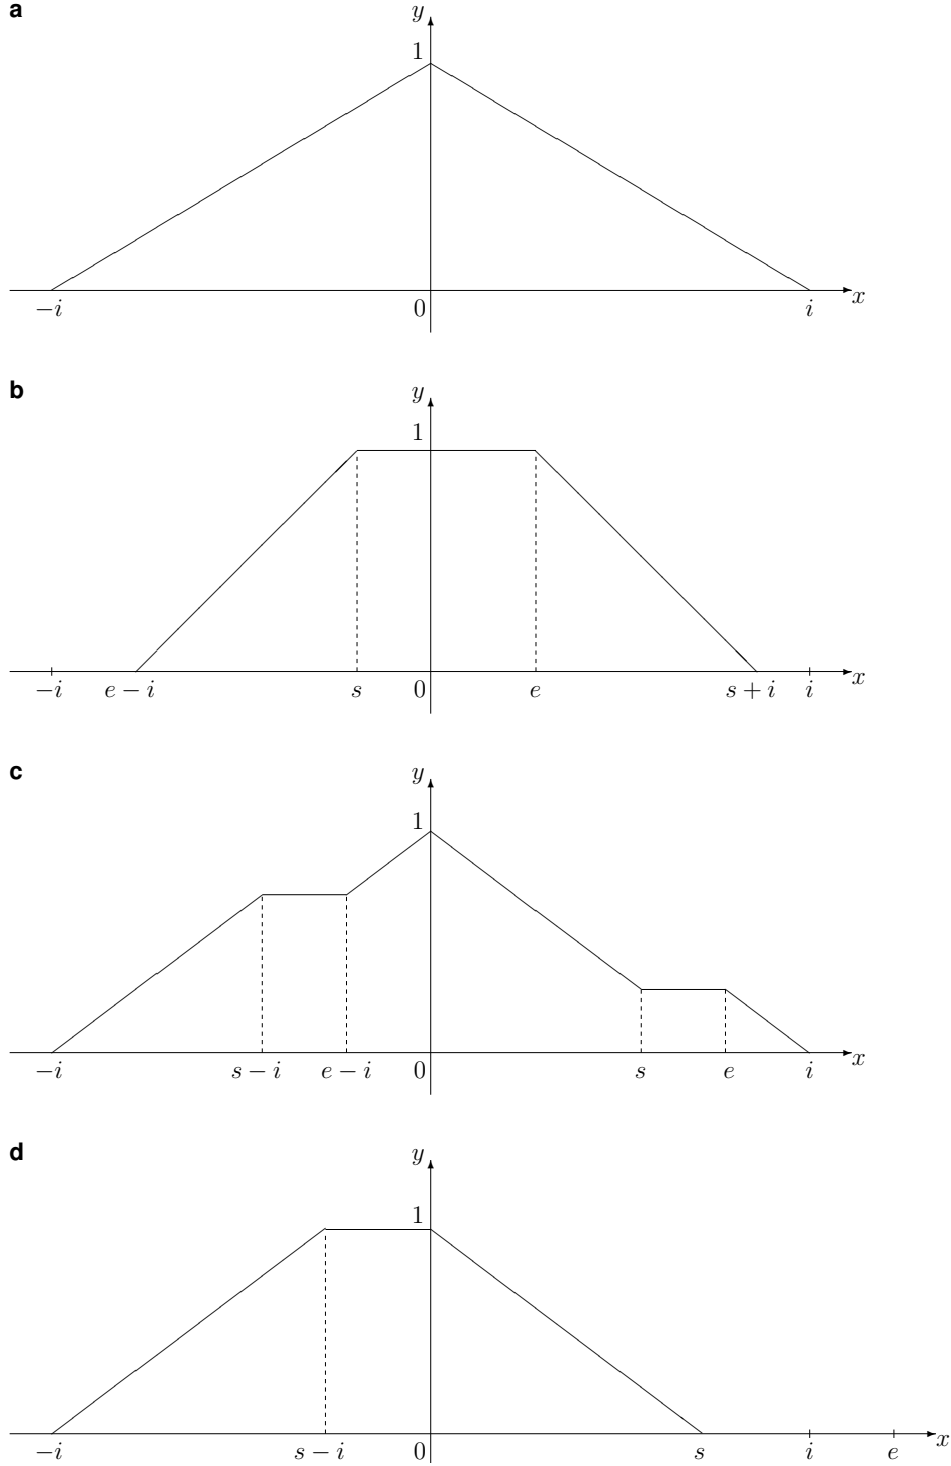 a
y
1
−i 0 i x
b
y
1
−i e − i s 0 e s + i i x
c
y
1
−i s − i e − i 0 s e i x
d
y
1
−i s − i 0 s i e x